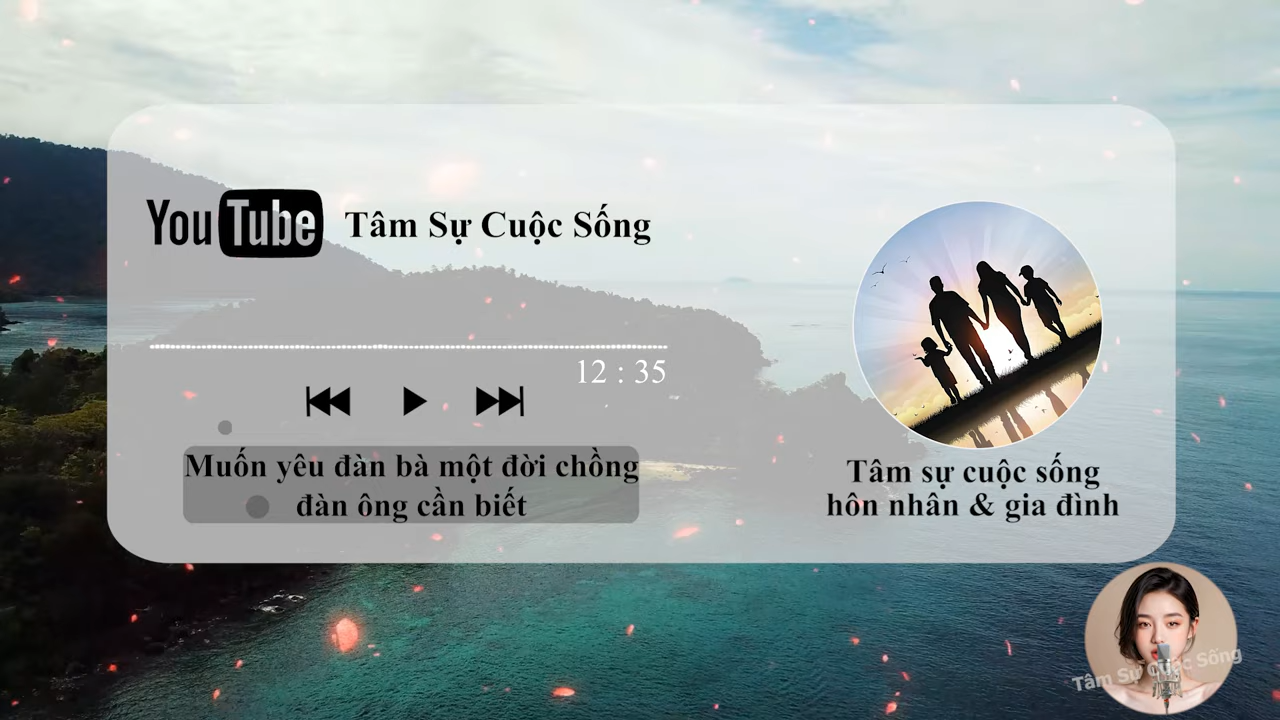 YouTube Tâm Sự Cuộc Sống
12 : 35
Muốn yêu đàn bà một đời chồng
đàn ông cần biết
Tâm sự cuộc sống
hôn nhân & gia đình
Tâm Sự Cuộc Sống